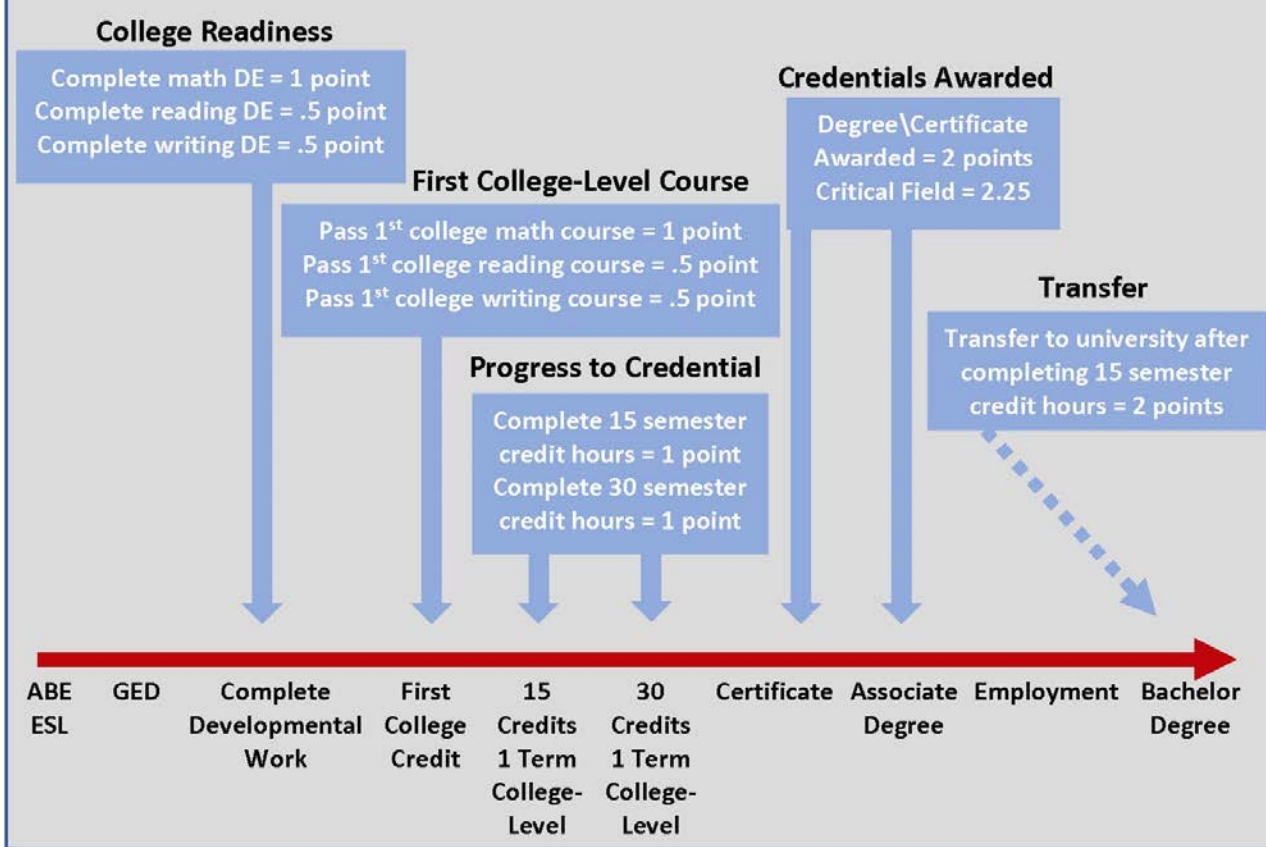 College Readiness
Complete math DE = 1 point
Complete reading DE = .5 point
Complete writing DE = .5 point
Credentials Awarded
Degree\Certificate
Awarded = 2 points
Critical Field = 2.25
First College-Level Course
Pass 1st college math course = 1 point
Pass 1st college reading course = .5 point
Pass 1st college writing course = .5 point
Transfer
Transfer to university after
completing 15 semester
credit hours = 2 points
Progress to Credential
Complete 15 semester
credit hours = 1 point
Complete 30 semester
credit hours = 1 point
ABE
ESL
GED
Complete
Developmental
Work
First
College
Credit
15
Credits
1 Term
College-
Level
30
Credits
1 Term
College-
Level
Certificate
Associate
Degree
Employment
Bachelor
Degree